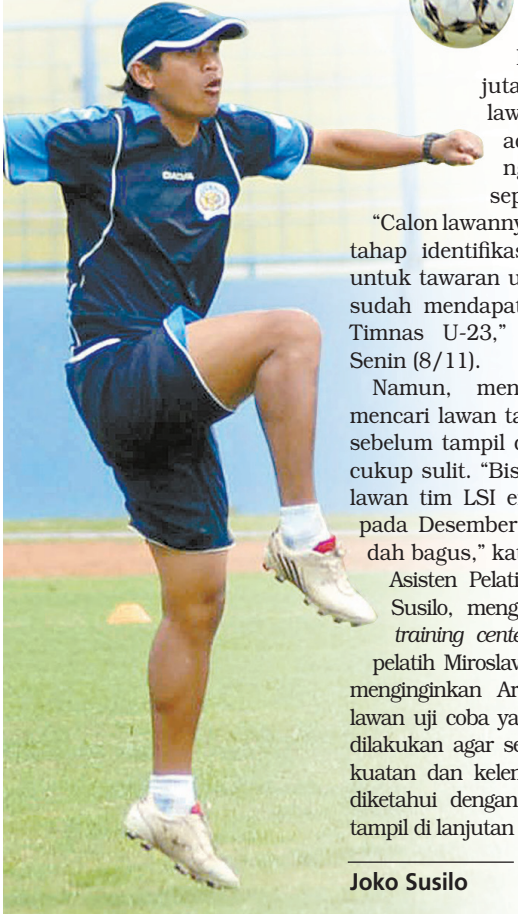 juta
law
sep
“Calon lawanny
tahap identifikas
untuk tawaran u
sudah mendapat
Timnas U-23,”
Senin (8/11).
Namun, men
mencari lawan ta
sebelum tampil d
cukup sulit. “Bis
lawan tim LSI e
pada Desember
dah bagus,” ka
Asisten Pelati
Susilo, meng
training cente
pelatih Miroslav
menginginkan Ar
lawan uji coba ya
dilakukan agar se
kuatan dan kelem
diketahui dengan
tampil di lanjutan
Joko Susilo
DIADORA